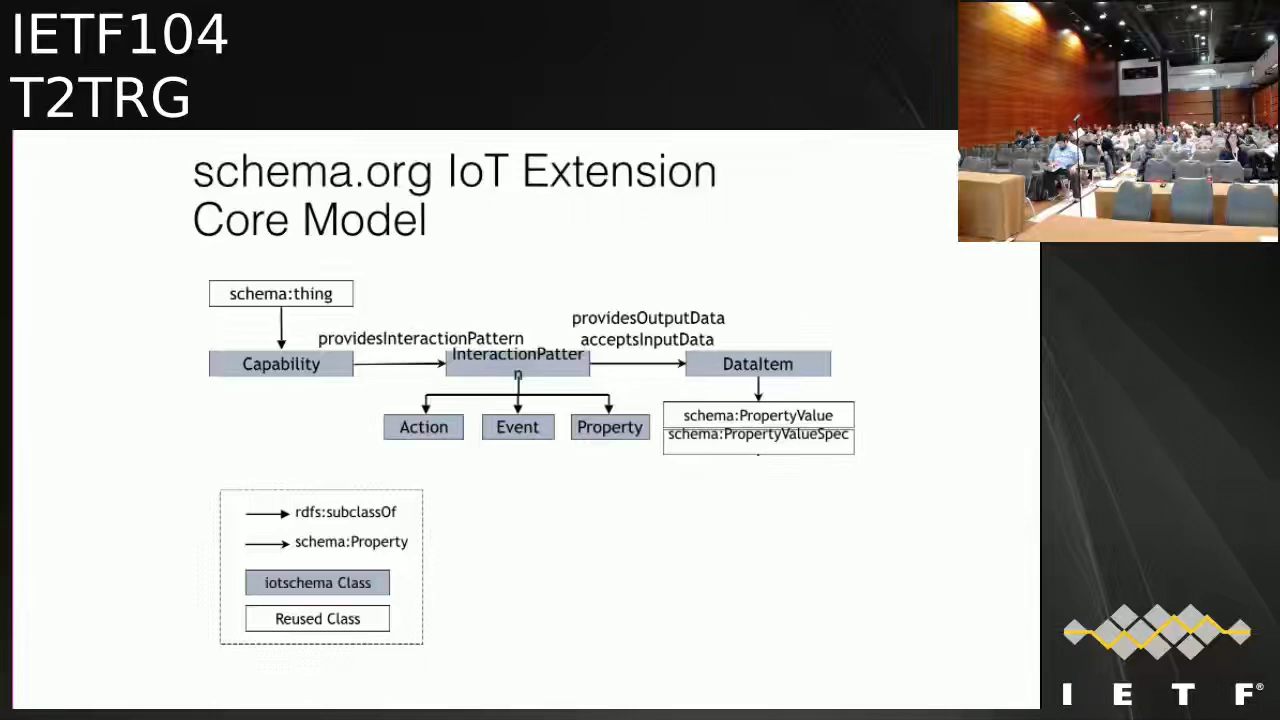 IETF104
T2TRG
schema.org IoT Extension
Core Model
schema:thing
providesInteractionPattern
providesOutputData
acceptsInputData
Capability
InteractionPatter
n
DataItem
Action
Event
Property
schema:PropertyValue
schema:PropertyValueSpec
rdfs:subclassOf
schema:Property
iotschema Class
Reused Class
I E T F®